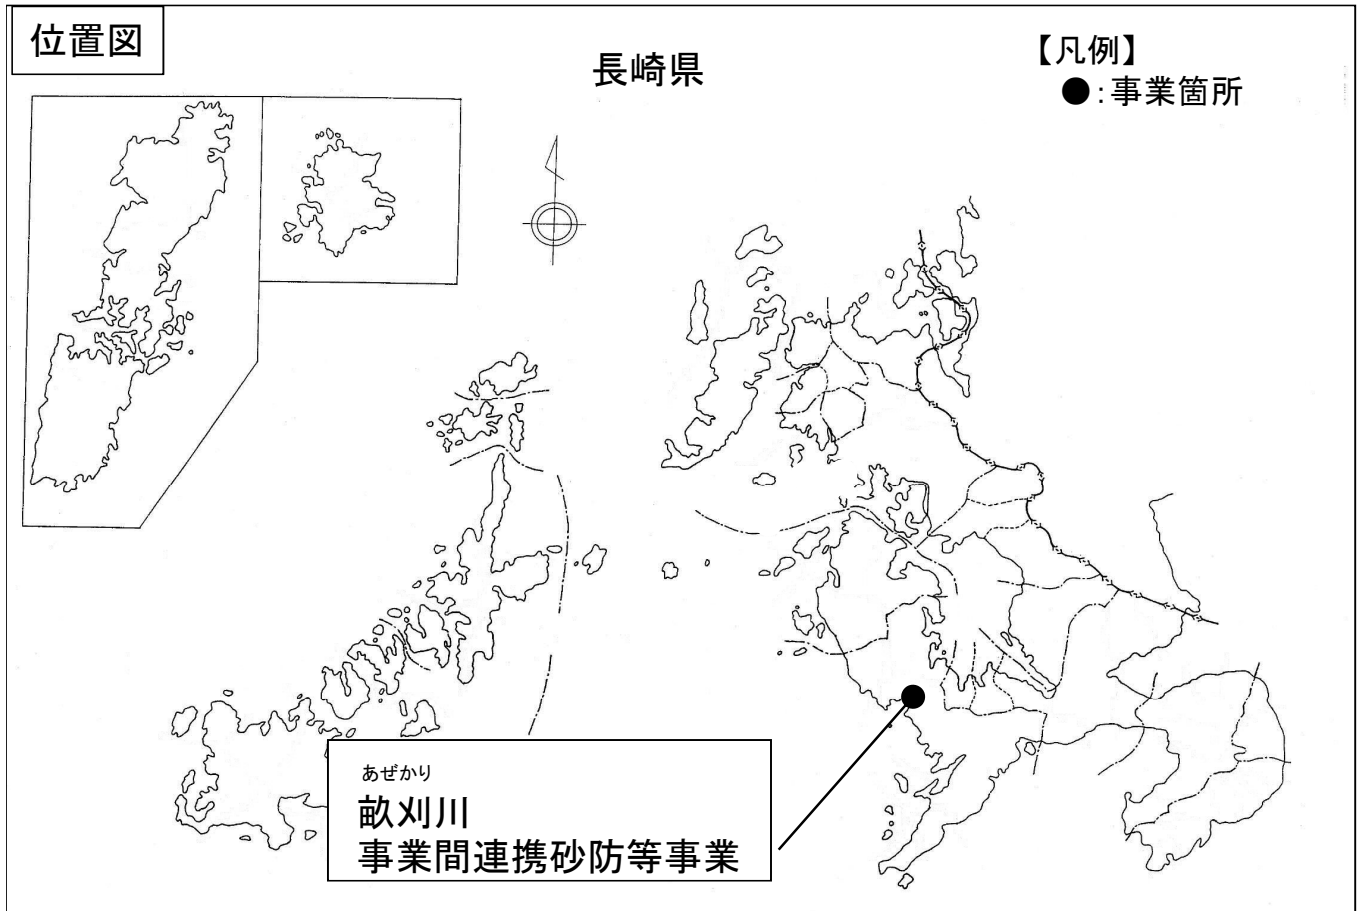 位置図
長崎県
【凡例】
●：事業箇所
あぜかり
畝刈川
事業間連携砂防等事業